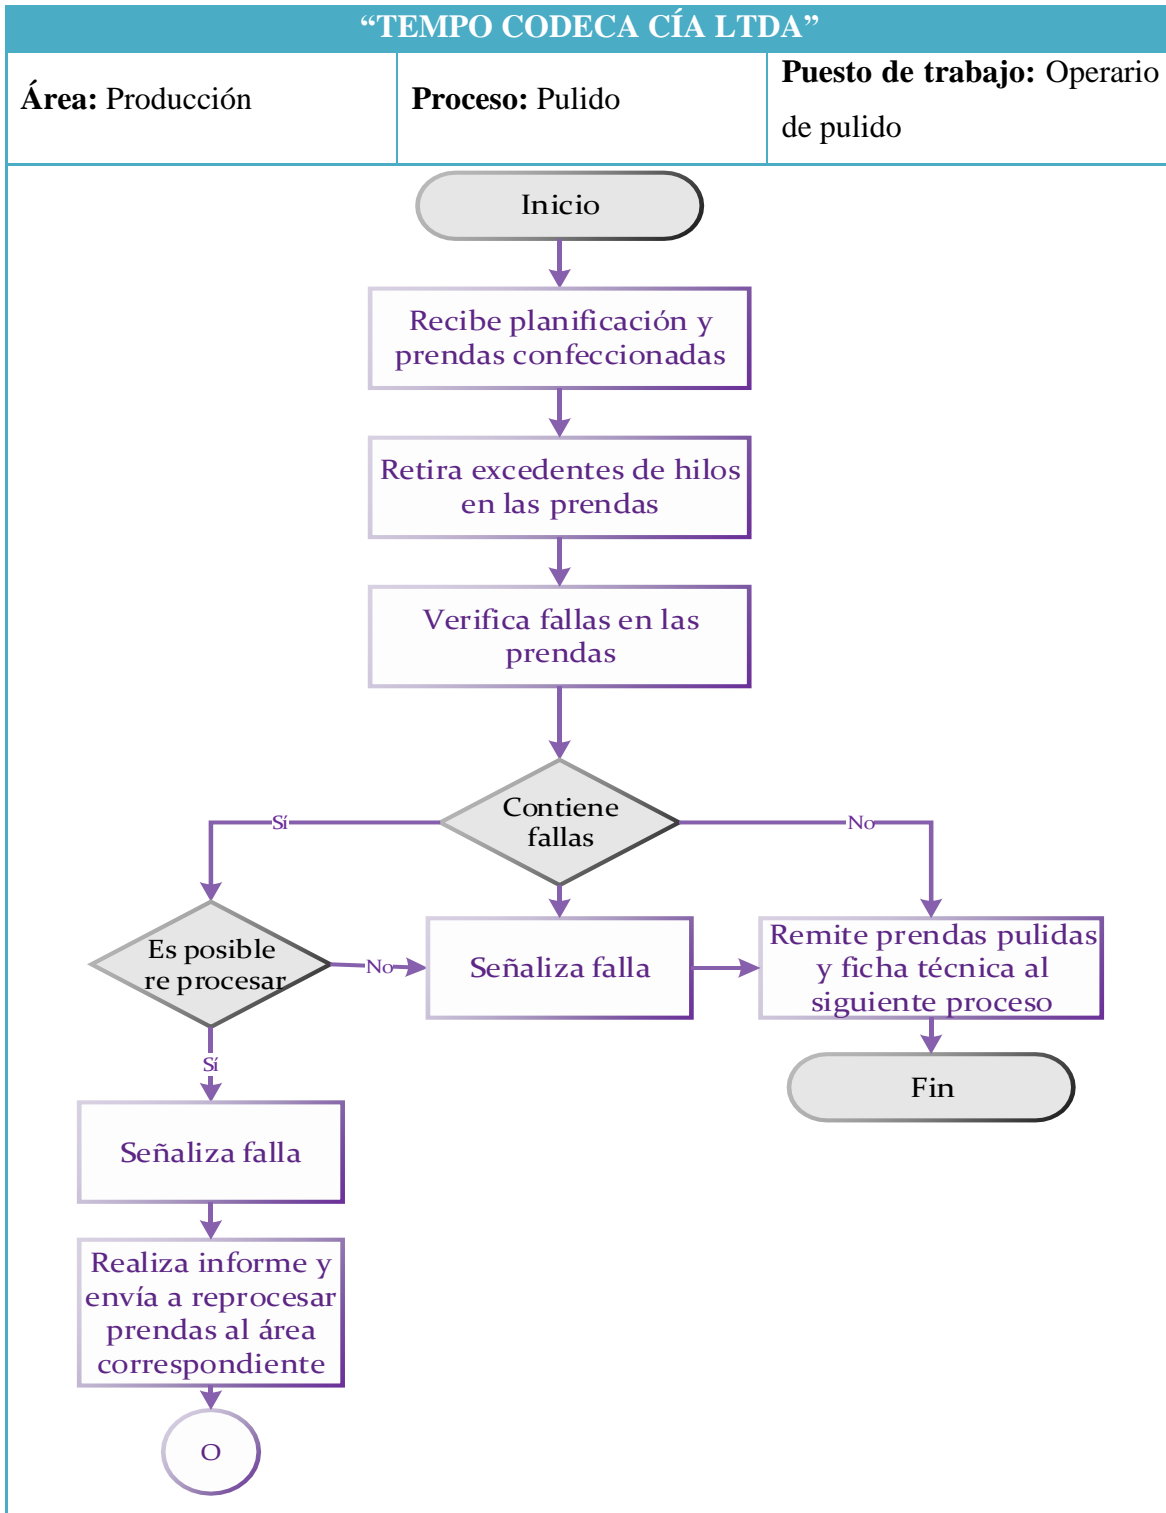 “TEMPO CODECA CÍA LTDA”
Área: Producción
Proceso: Pulido
Puesto de trabajo: Operario
de pulido
Inicio
Recibe planificación y
prendas confeccionadas
Retira excedentes de hilos
en las prendas
Verifica fallas en las
prendas
Contiene
fallas
Sí
No
Es posible
re procesar
No
Señaliza falla
Remite prendas pulidas
y ficha técnica al
siguiente proceso
Sí
Fin
Señaliza falla
Realiza informe y
envía a reprocesar
prendas al área
correspondiente
O